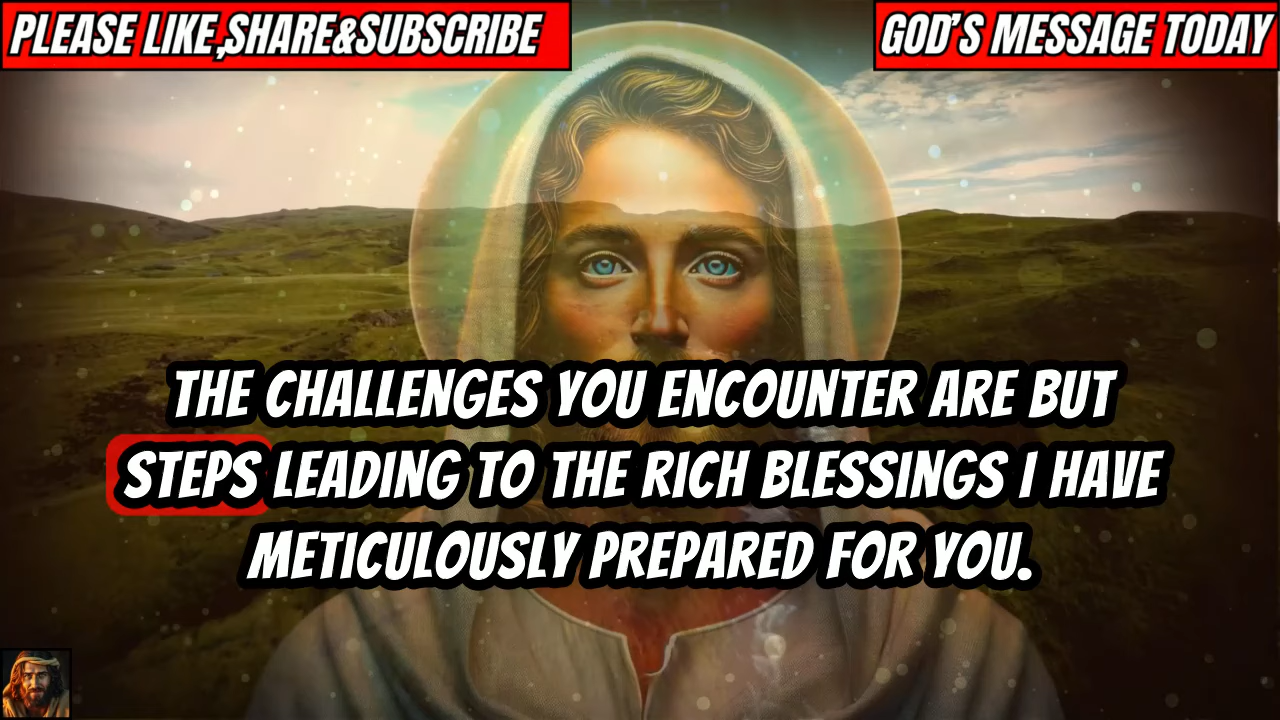 PLEASE LIKE,SHARE&SUBSCRIBE
GOD'S MESSAGE TODAY
THE CHALLENGES YOU ENCOUNTER ARE BUT
STEPS LEADING TO THE RICH BLESSINGS I HAVE
METICULOUSLY PREPARED FOR YOU.